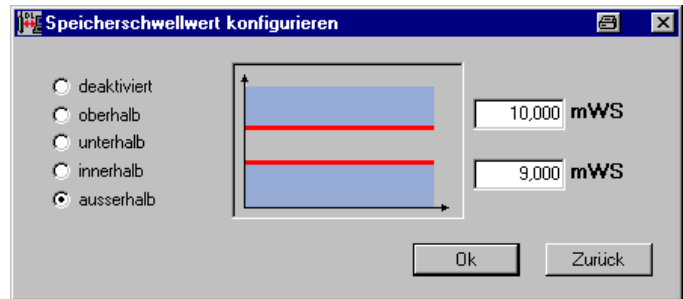 Speicherschwellwert konfigurieren
deaktiviert
oberhalb
unterhalb
innerhalb
ausserhalb
10,000 mWS
9,000 mWS
Ok
Zurück